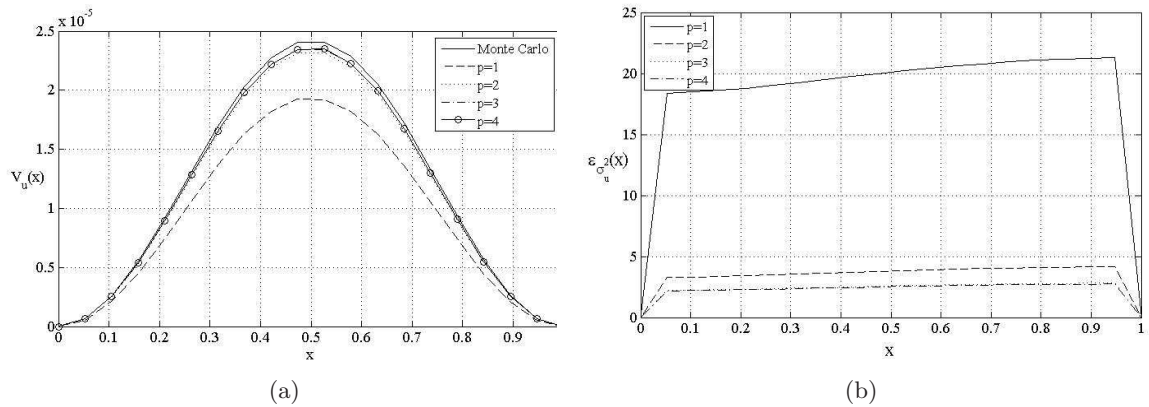 x 10⁻⁵
2.5
2
1.5
1
0.5
0
V_u(x)
0 0.1 0.2 0.3 0.4 0.5 0.6 0.7 0.8 0.9
x
Monte Carlo
p=1
p=2
p=3
p=4
(a)
25
20
15
10
5
0
ε_σ_u²(x)
0 0.1 0.2 0.3 0.4 0.5 0.6 0.7 0.8 0.9 1
x
p=1
p=2
p=3
p=4
(b)